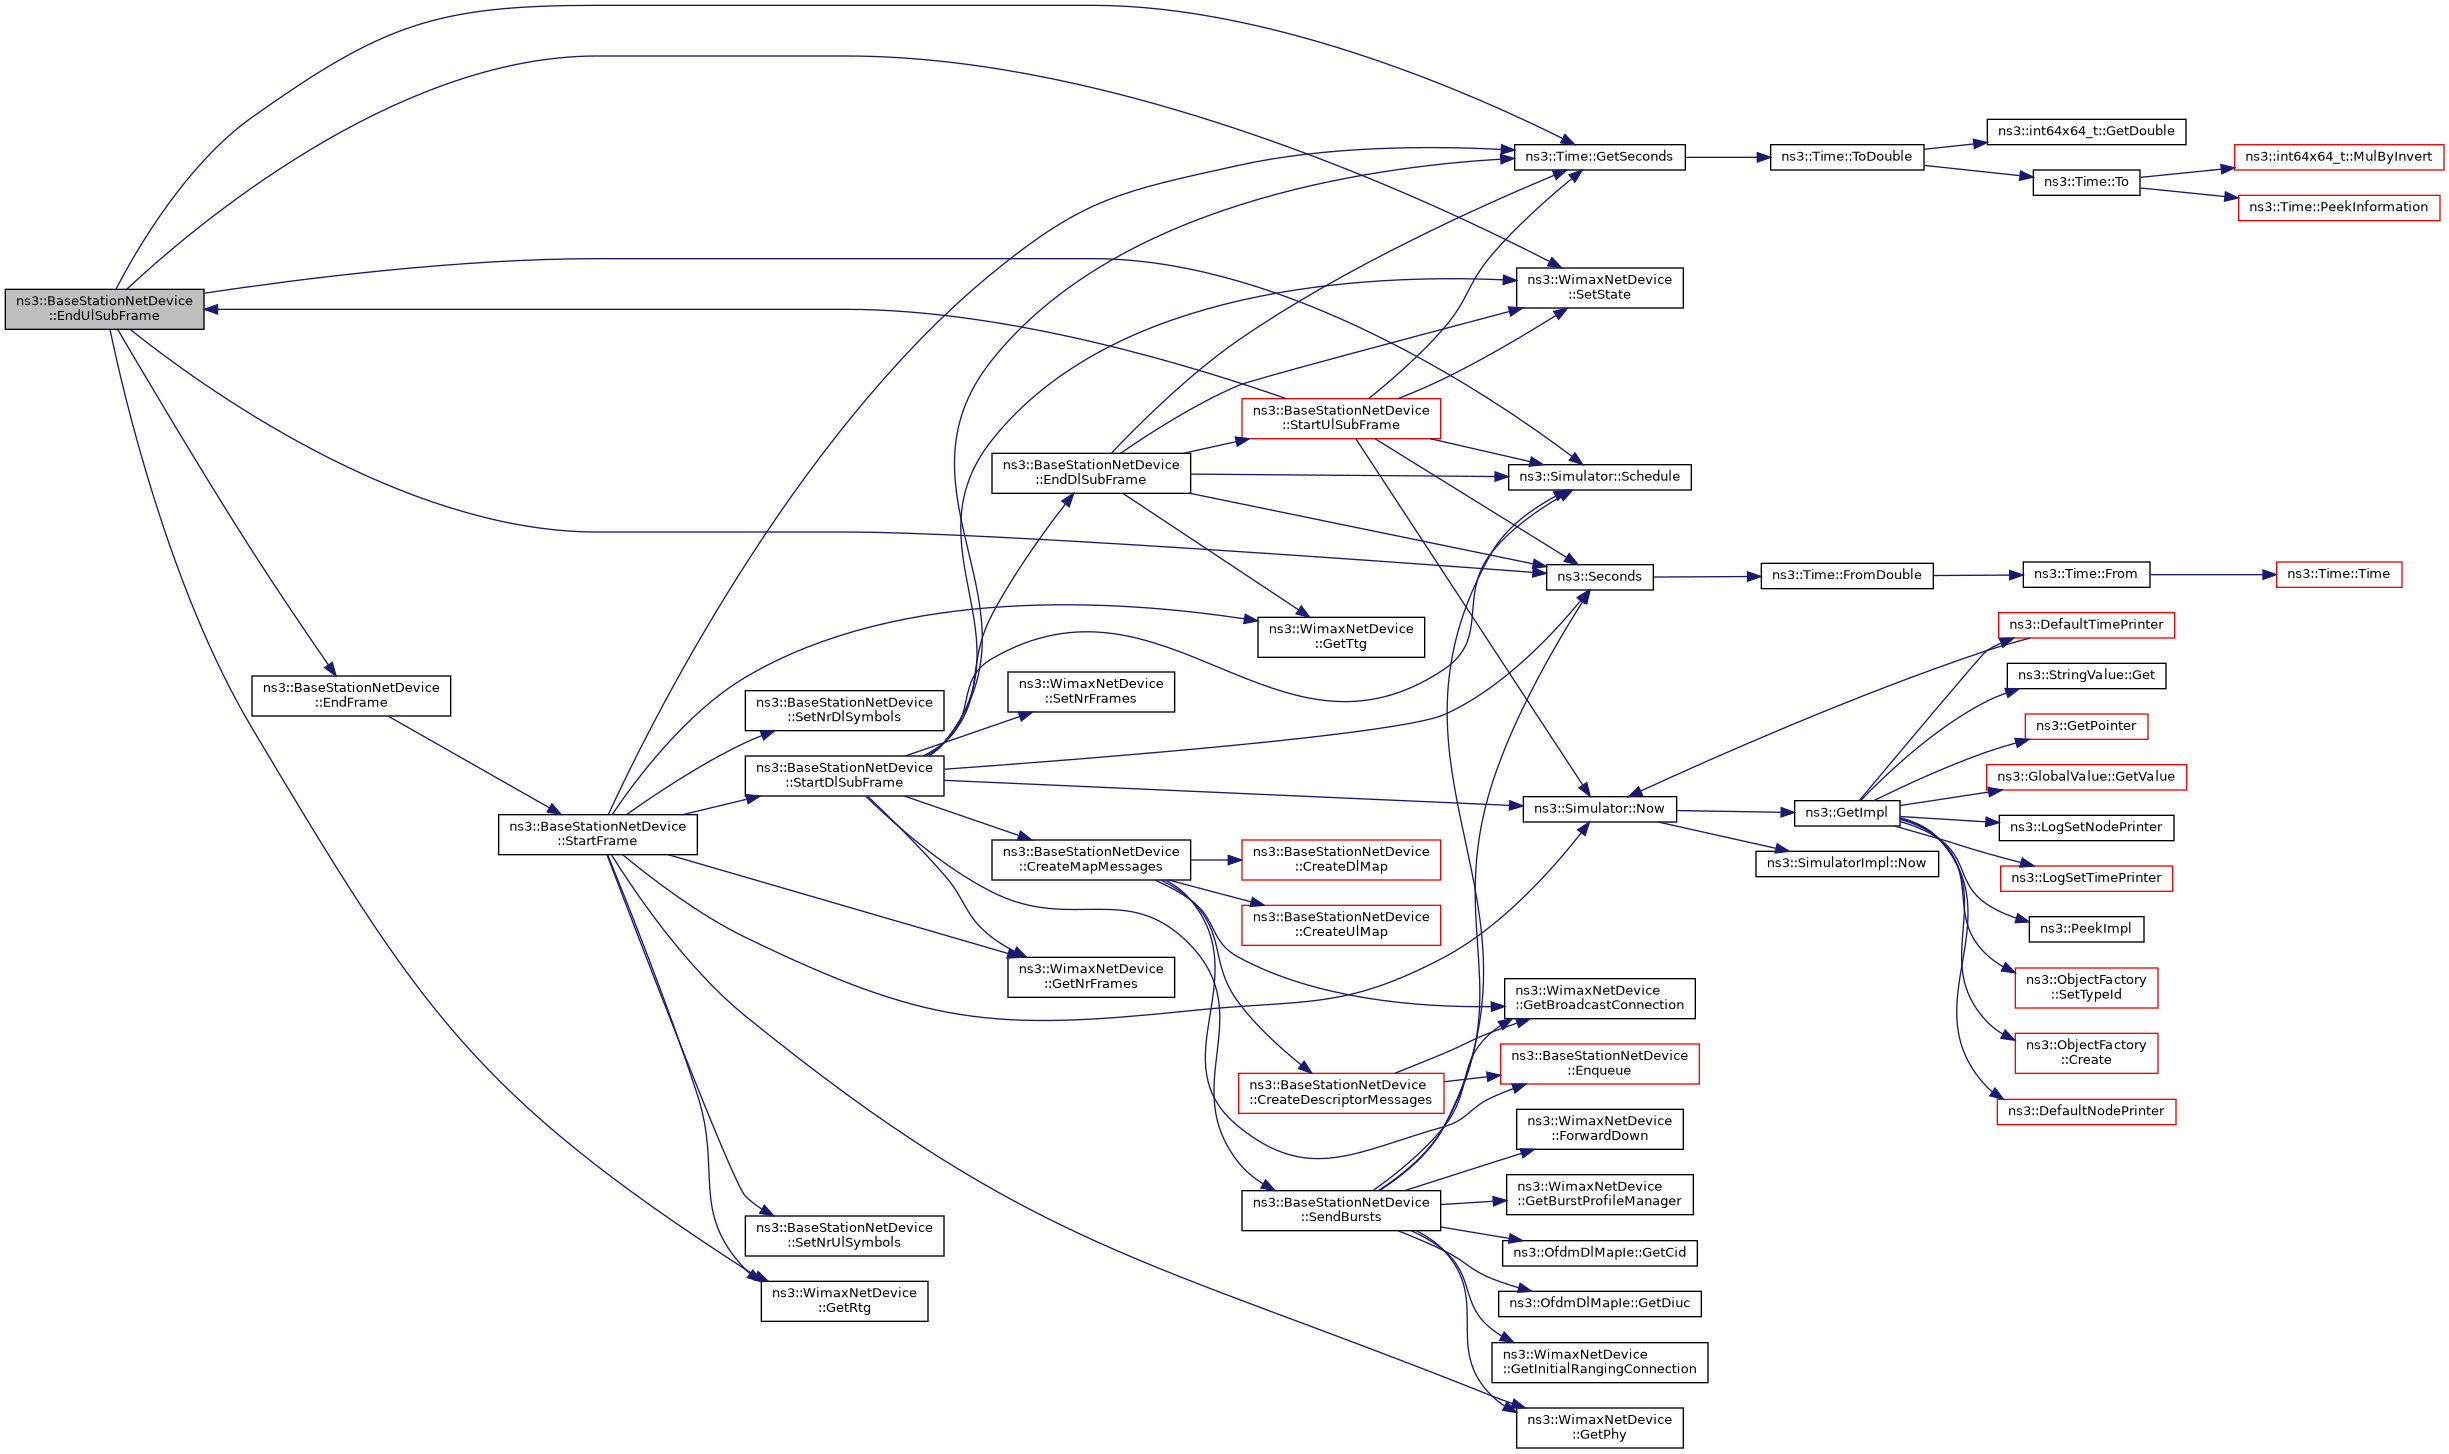 ns3::BaseStationNetDevice
::EndUlSubFrame
ns3::BaseStationNetDevice
::EndFrame
ns3::BaseStationNetDevice
::StartFrame
ns3::BaseStationNetDevice
::SetNrDlSymbols
ns3::BaseStationNetDevice
::StartDlSubFrame
ns3::BaseStationNetDevice
::SetNrUlSymbols
ns3::WimaxNetDevice
::GetRtg
ns3::BaseStationNetDevice
::EndDlSubFrame
ns3::WimaxNetDevice
::SetNrFrames
ns3::BaseStationNetDevice
::CreateMapMessages
ns3::WimaxNetDevice
::GetNrFrames
ns3::BaseStationNetDevice
::StartUlSubFrame
ns3::WimaxNetDevice
::GetTtg
ns3::BaseStationNetDevice
::CreateDlMap
ns3::BaseStationNetDevice
::CreateUlMap
ns3::BaseStationNetDevice
::CreateDescriptorMessages
ns3::BaseStationNetDevice
::SendBursts
ns3::Time::GetSeconds
ns3::WimaxNetDevice
::SetState
ns3::Simulator::Schedule
ns3::Seconds
ns3::Simulator::Now
ns3::WimaxNetDevice
::GetBroadcastConnection
ns3::BaseStationNetDevice
::Enqueue
ns3::WimaxNetDevice
::ForwardDown
ns3::WimaxNetDevice
::GetBurstProfileManager
ns3::OfdmDlMapIe::GetCid
ns3::OfdmDlMapIe::GetDiuc
ns3::WimaxNetDevice
::GetInitialRangingConnection
ns3::WimaxNetDevice
::GetPhy
ns3::Time::ToDouble
ns3::Time::FromDouble
ns3::GetImpl
ns3::SimulatorImpl::Now
ns3::int64x64_t::GetDouble
ns3::Time::To
ns3::Time::From
ns3::DefaultTimePrinter
ns3::StringValue::Get
ns3::GetPointer
ns3::GlobalValue::GetValue
ns3::LogSetNodePrinter
ns3::LogSetTimePrinter
ns3::PeekImpl
ns3::ObjectFactory
::SetTypeId
ns3::ObjectFactory
::Create
ns3::DefaultNodePrinter
ns3::int64x64_t::MulByInvert
ns3::Time::PeekInformation
ns3::Time::Time